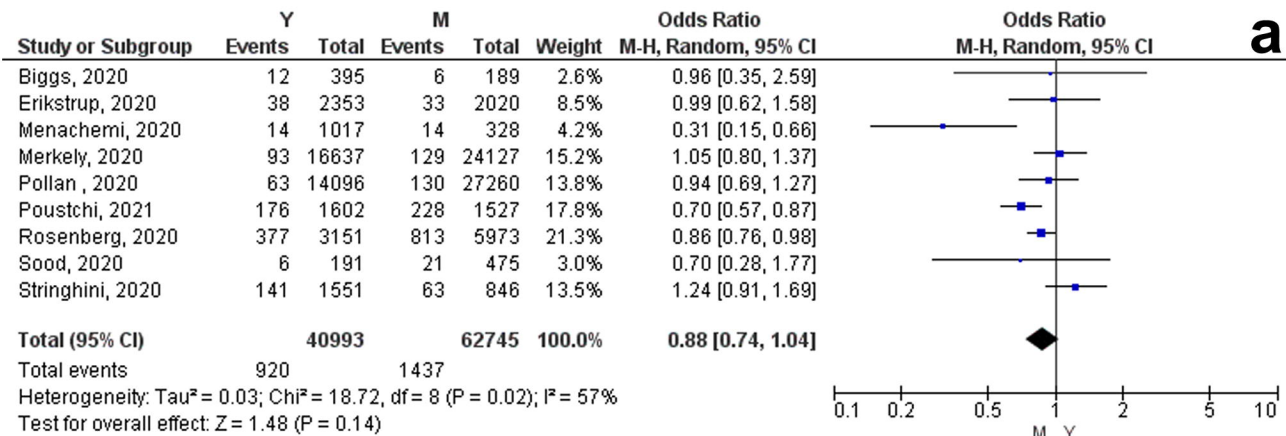 Y M Odds Ratio Odds Ratio a
Study or Subgroup Events Total Events Total Weight M-H, Random, 95% CI M-H, Random, 95% CI
Biggs, 2020 12 395 6 189 2.6% 0.96 [0.35, 2.59]
Erikstrup, 2020 38 2353 33 2020 8.5% 0.99 [0.62, 1.58]
Menachemi, 2020 14 1017 14 328 4.2% 0.31 [0.15, 0.66]
Merkely, 2020 93 16637 129 24127 15.2% 1.05 [0.80, 1.37]
Pollan , 2020 63 14096 130 27260 13.8% 0.94 [0.69, 1.27]
Poustchi, 2021 176 1602 228 1527 17.8% 0.70 [0.57, 0.87]
Rosenberg, 2020 377 3151 813 5973 21.3% 0.86 [0.76, 0.98]
Sood, 2020 6 191 21 475 3.0% 0.70 [0.28, 1.77]
Stringhini, 2020 141 1551 63 846 13.5% 1.24 [0.91, 1.69]
Total (95% CI) 40993 62745 100.0% 0.88 [0.74, 1.04]
Total events 920 1437
Heterogeneity: Tau² = 0.03; Chi² = 18.72, df = 8 (P = 0.02); I² = 57%
Test for overall effect: Z = 1.48 (P = 0.14)
0.1 0.2 0.5 1 2 5 10
M Y